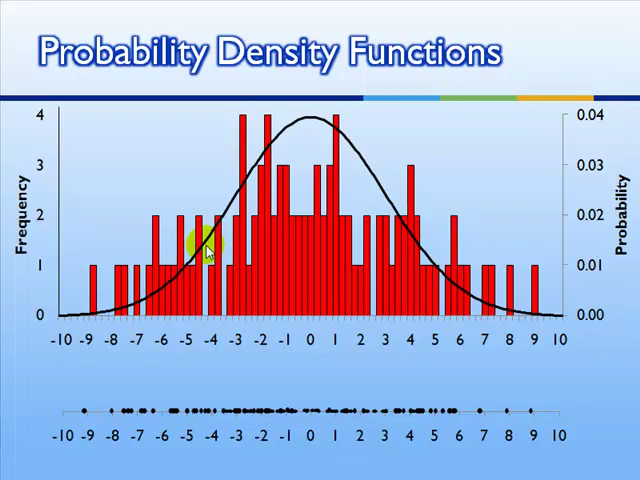 Probability Density Functions
4 0.04
3 0.03
2 0.02
1 0.01
0 0.00
Frequency
Probability
-10 -9 -8 -7 -6 -5 -4 -3 -2 -1 0 1 2 3 4 5 6 7 8 9 10
-10 -9 -8 -7 -6 -5 -4 -3 -2 -1 0 1 2 3 4 5 6 7 8 9 10